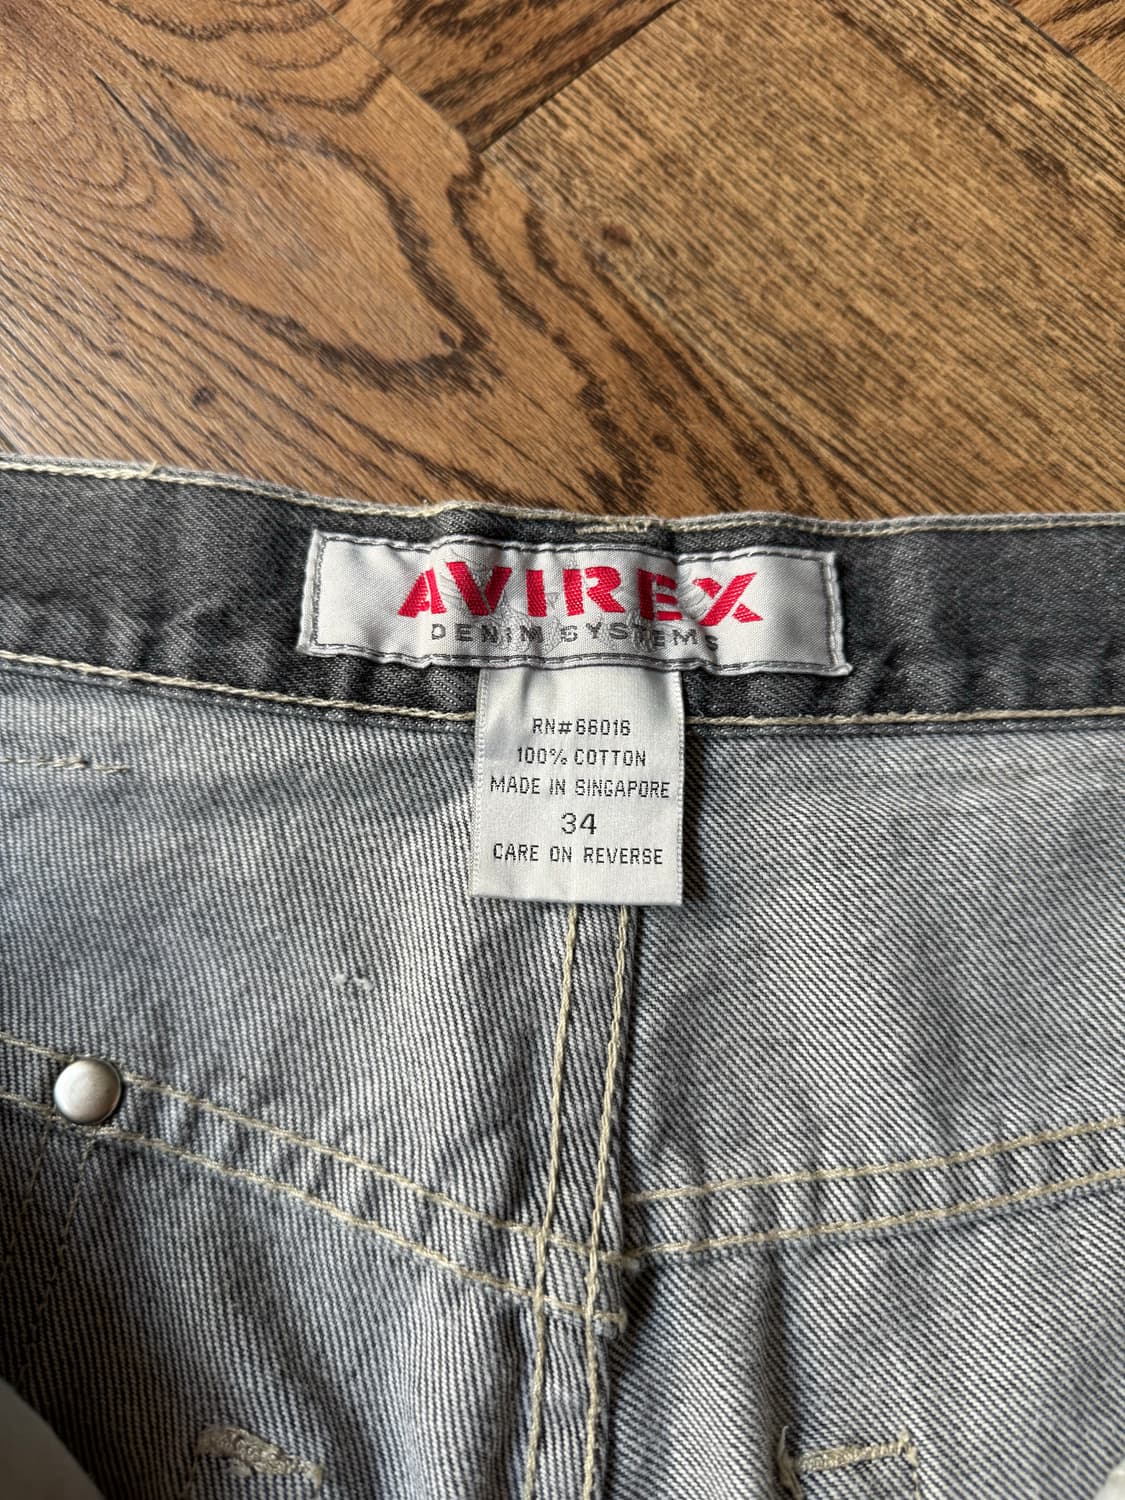 AVIREX
DENIM SYSTEMS
RN#66016
100% COTTON
MADE IN SINGAPORE
34
CARE ON REVERSE